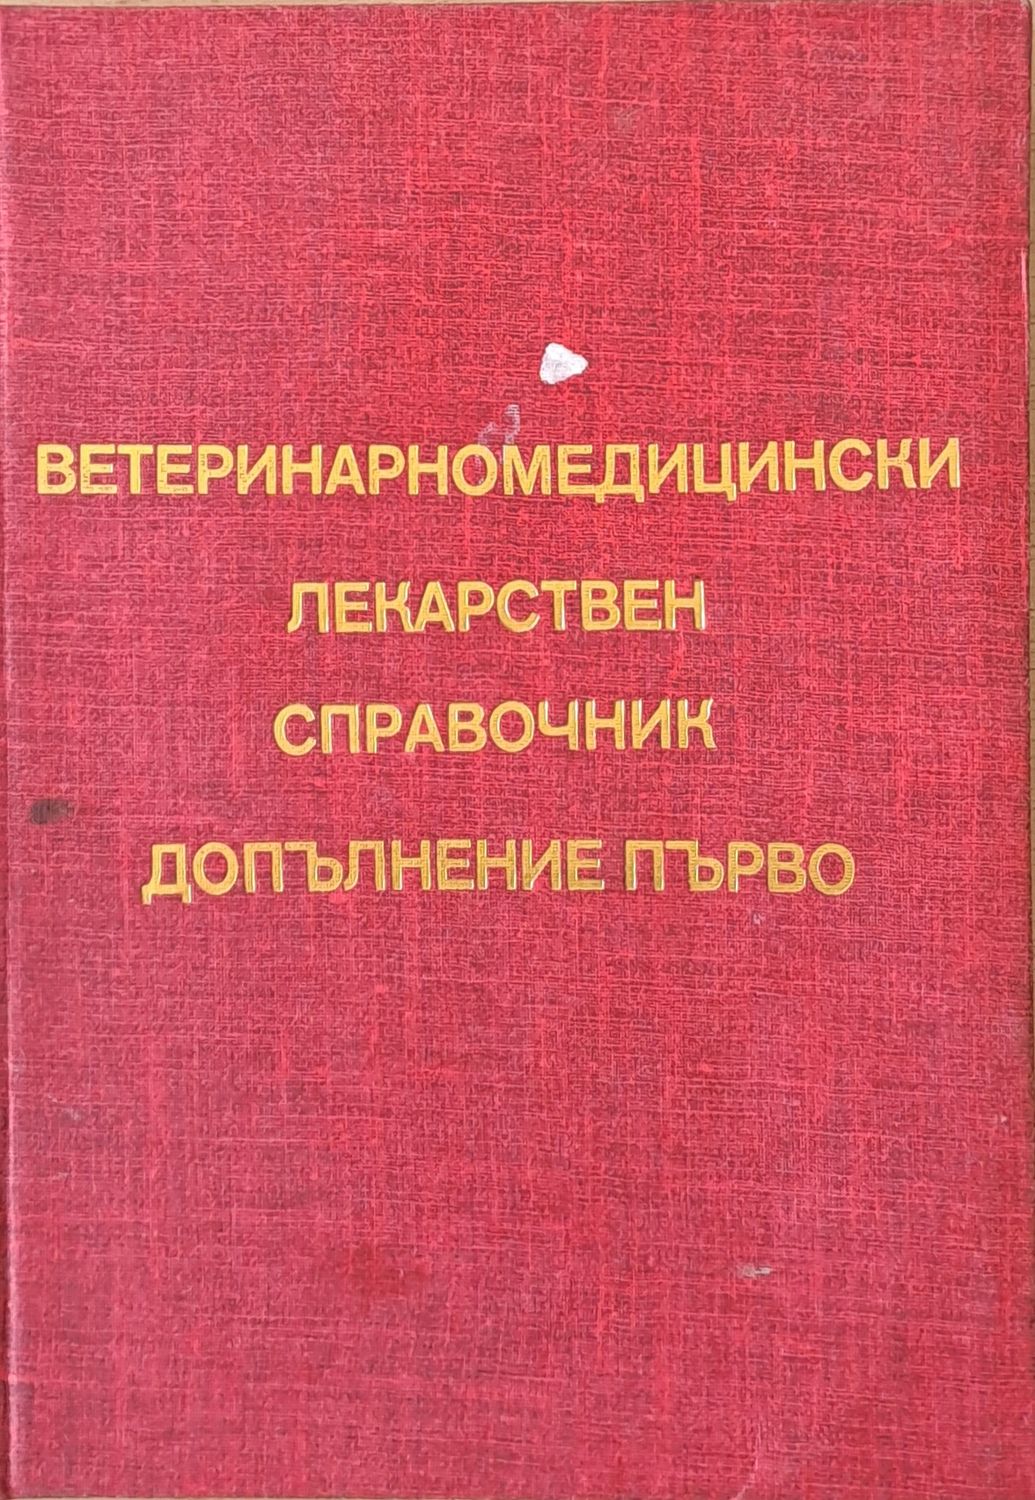 ВЕТЕРИНАРНОМЕДИЦИНСКИ
ЛЕКАРСТВЕН
СПРАВОЧНИК
ДОПЪЛНЕНИЕ ПЪРВО